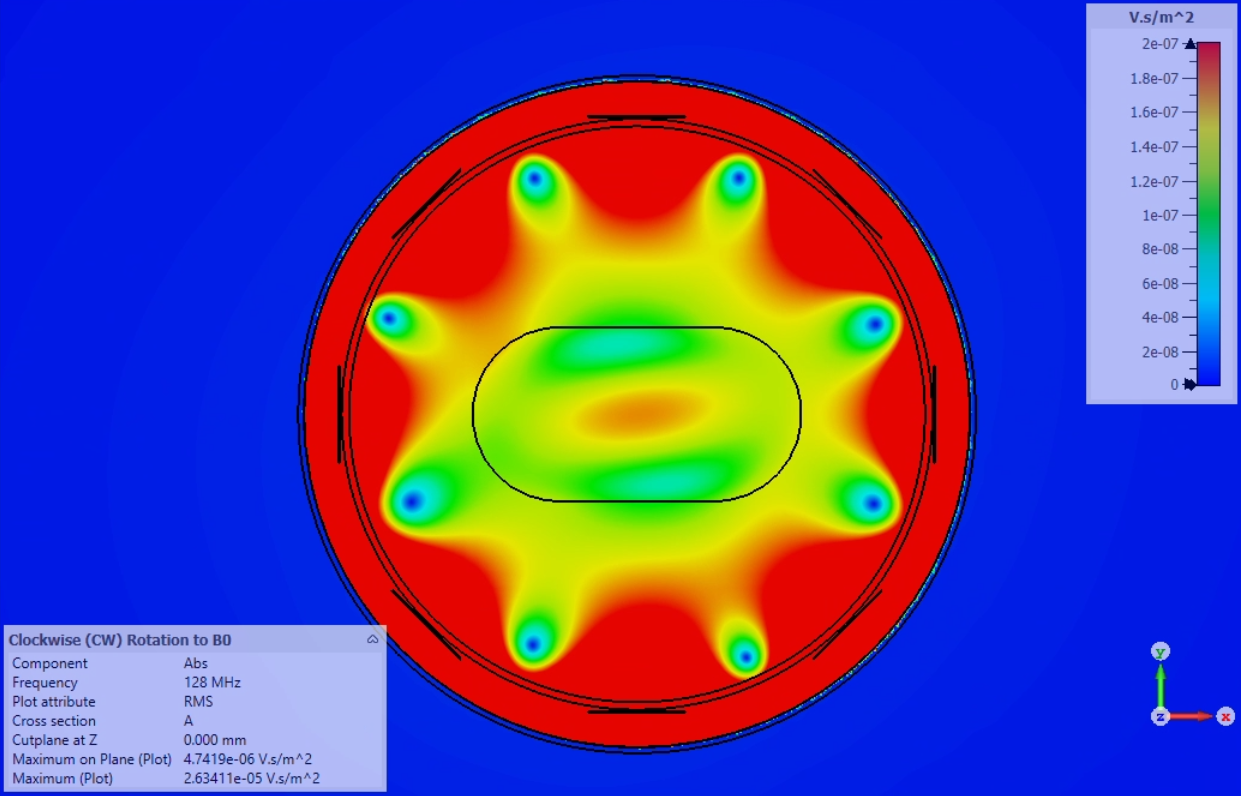 V.s/m^2
2e-07
1.8e-07
1.6e-07
1.4e-07
1.2e-07
1e-07
8e-08
6e-08
4e-08
2e-08
0
Clockwise (CW) Rotation to B0
Component Abs
Frequency 128 MHz
Plot attribute RMS
Cross section A
Cutplane at Z 0.000 mm
Maximum on Plane (Plot) 4.7419e-06 V.s/m^2
Maximum (Plot) 2.63411e-05 V.s/m^2
y
z x